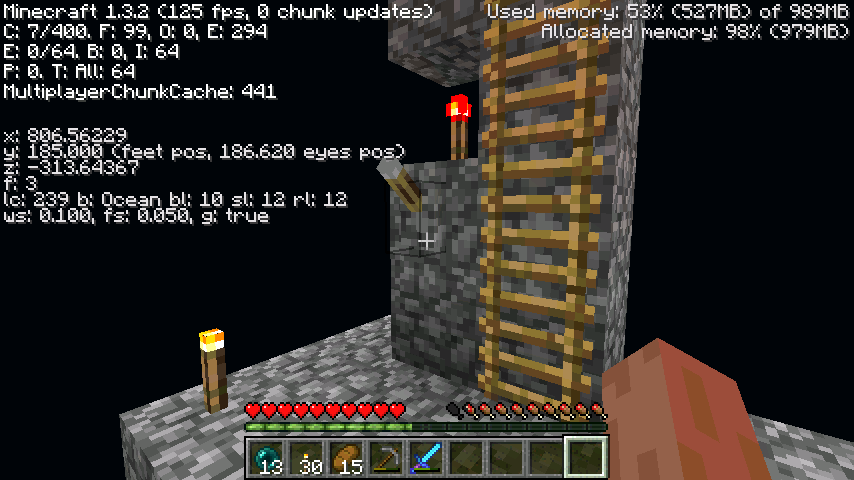 Minecraft 1.3.2 (125 fps, 0 chunk updates)
C: 7/400. F: 99, O: 0, E: 294
E: 0/64. B: 0, I: 64
P: 0. T: All: 64
MultiplayerChunkCache: 441
Used memory: 53% (527MB) of 989MB
Allocated memory: 98% (979MB)
x: 806.56229
y: 185.000 (feet pos, 186.620 eyes pos)
z: -313.64367
f: 3
lc: 239 b: Ocean bl: 10 sl: 12 rl: 12
ws: 0.100, fs: 0.050, g: true
13 30 15